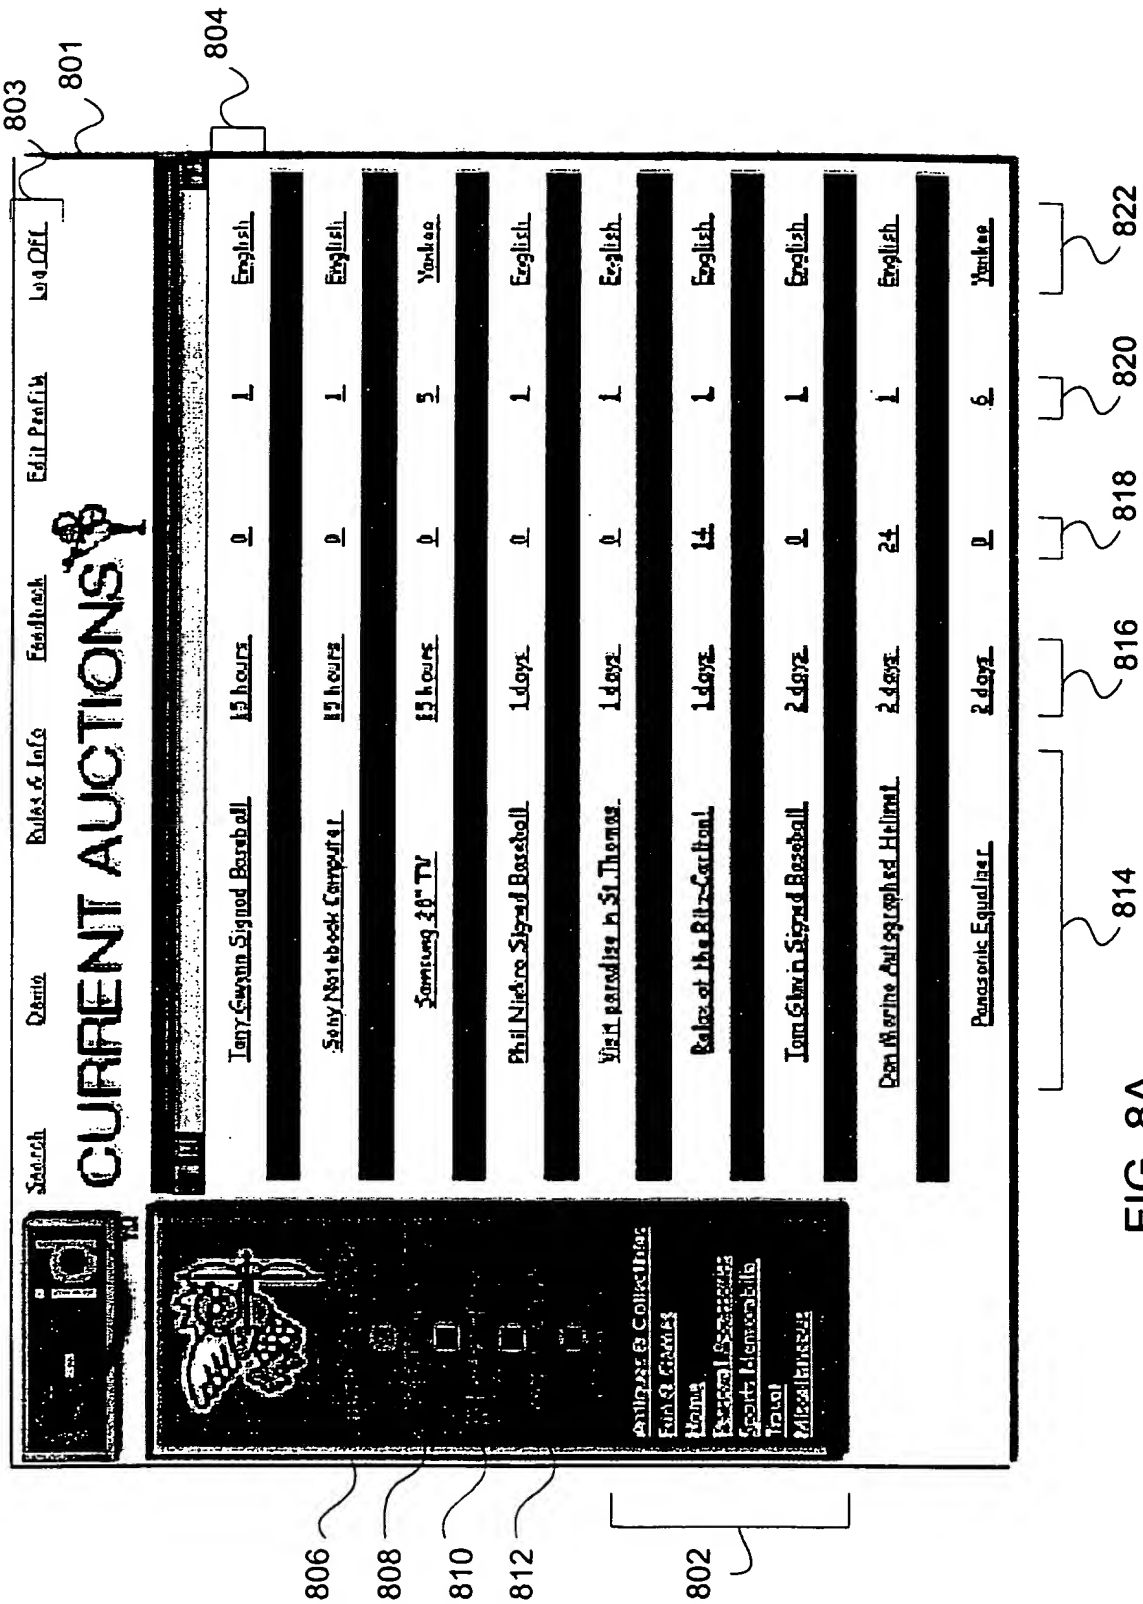 803
801
804
Search Demo Rules & Info Feedback Edit Profile Log Off
CURRENT AUCTIONS
Tony Gwynn Signed Baseball 15 hours 0 1 English
Sony Notebook Computer 15 hours 0 1 English
Samsung 26" TV 15 hours 0 5 Yankee
Phil Niekro Signed Baseball 1 days 0 1 English
Visit paradise in St. Thomas 1 days 0 1 English
Relax at the Ritz-Carlton! 1 days 14 1 English
Tom Glavin Signed Baseball 2 days 0 1 English
Dan Marino Autographed Helmet 2 days 24 1 English
Panasonic Equalizer 2 days 0 6 Yankee
Antiques & Collectibles
Fun & Games
Home
Personal Accessories
Sports Memorabilia
Travel
Miscellaneous
806
808
810
812
802
814
816
818
820
822
FIG. 8A